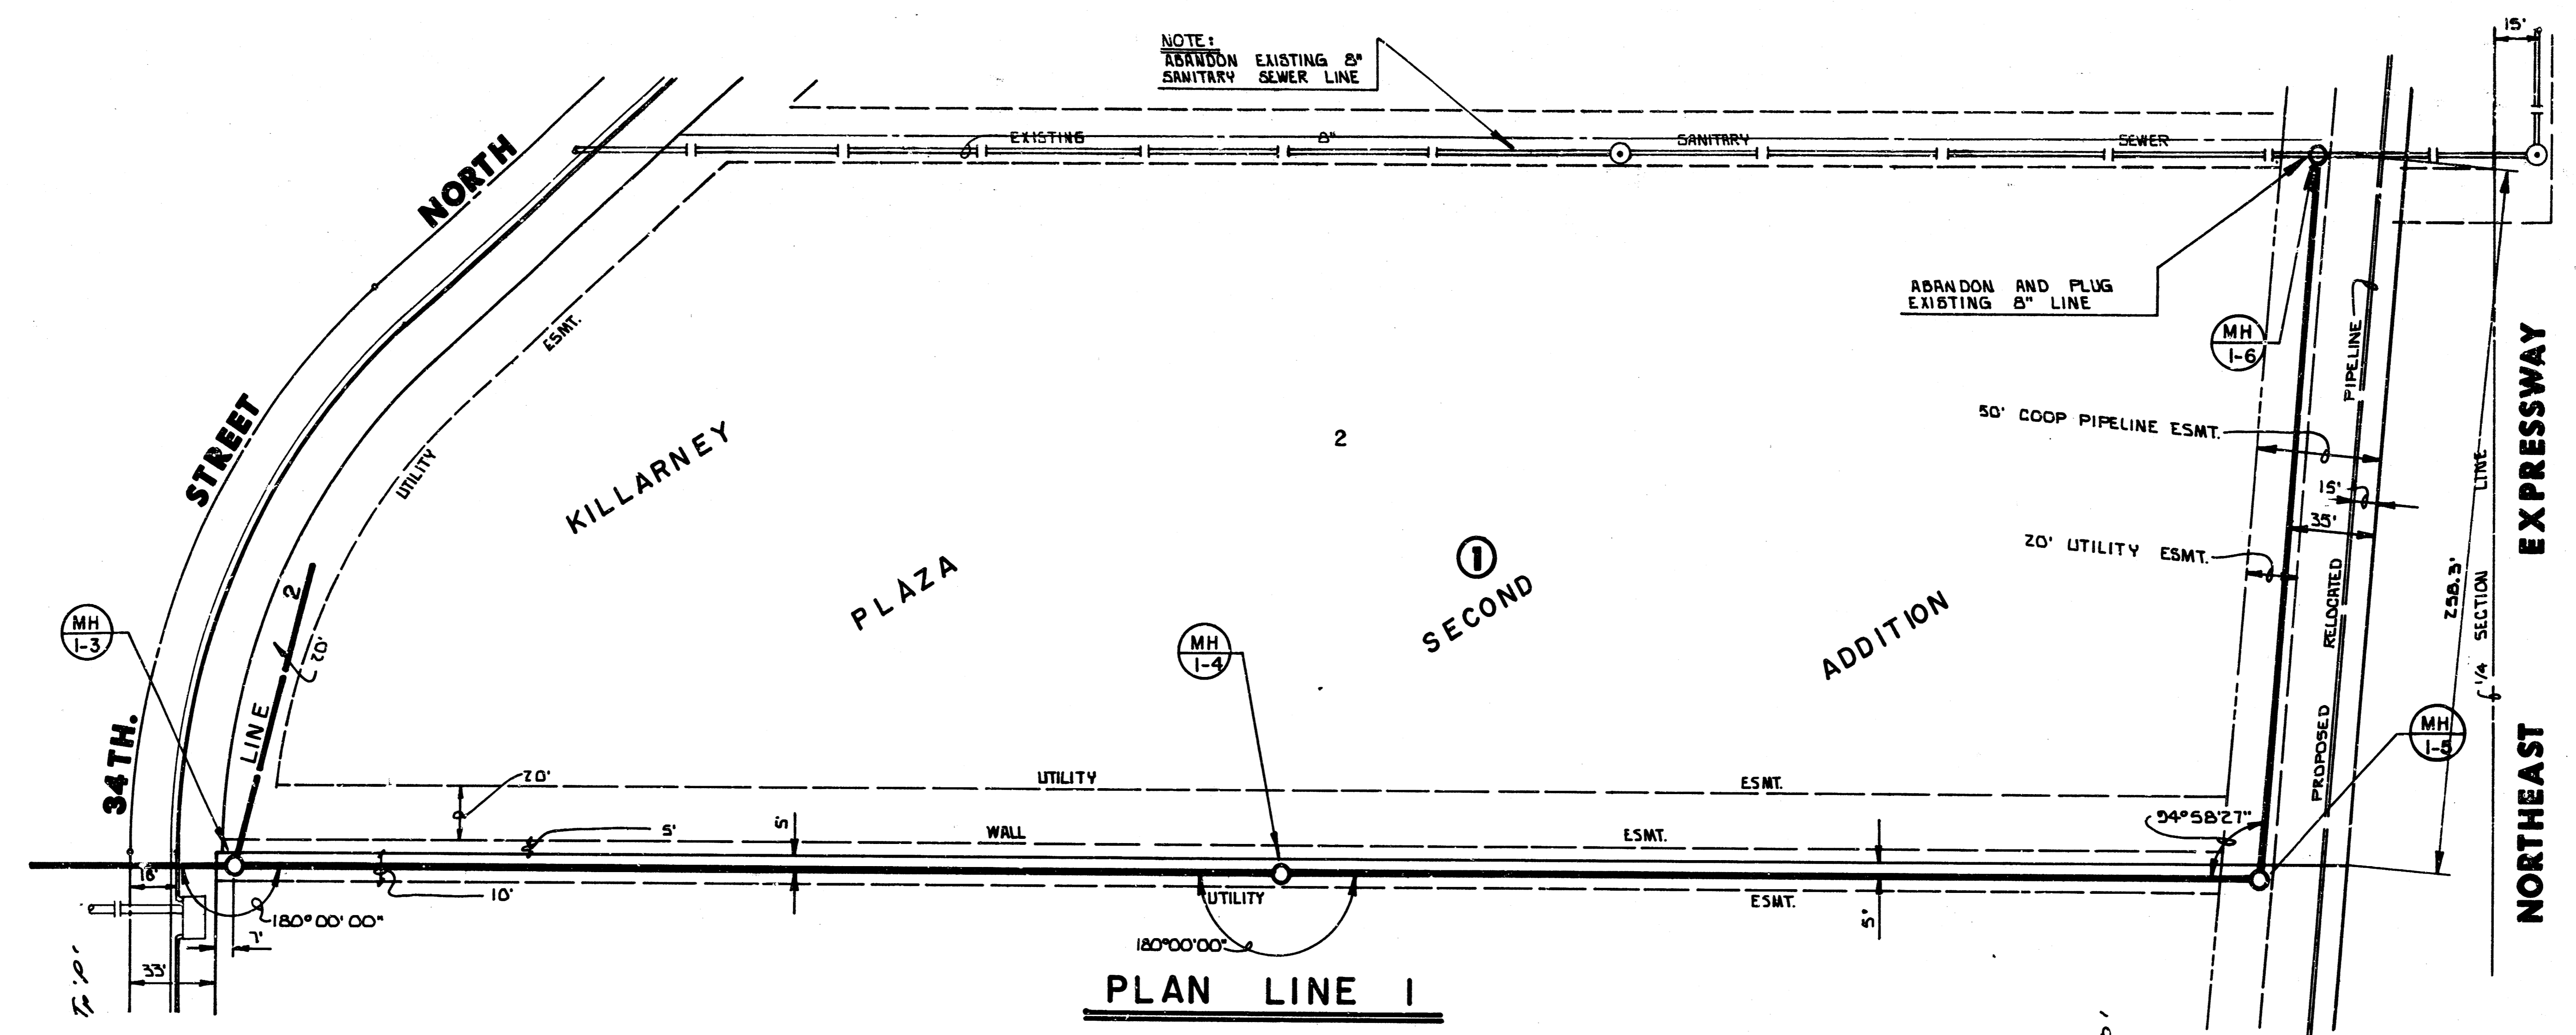 15'
NOTE:
ABANDON EXISTING 8"
SANITARY SEWER LINE
EXISTING 8" SANITARY SEWER
NORTH
ABANDON AND PLUG
EXISTING 8" LINE
MH
1-6
ESMT.
UTILITY
STREET
KILLARNEY
2
50' COOP PIPELINE ESMT.
PIPELINE
15'
35'
20' UTILITY ESMT.
EXPRESSWAY
LINE
SECTION
1/4
258.3'
PLAZA
1
SECOND
ADDITION
RELOCATED
PROPOSED
MH
1-3
2
20'
LINE
MH
1-4
MH
1-5
34TH.
NORTHEAST
20'
UTILITY ESMT.
5'
5'
WALL ESMT.
94°58'27"
16'
10'
180°00'00"
7'
33'
UTILITY ESMT.
180°00'00"
5'
PLAN LINE 1